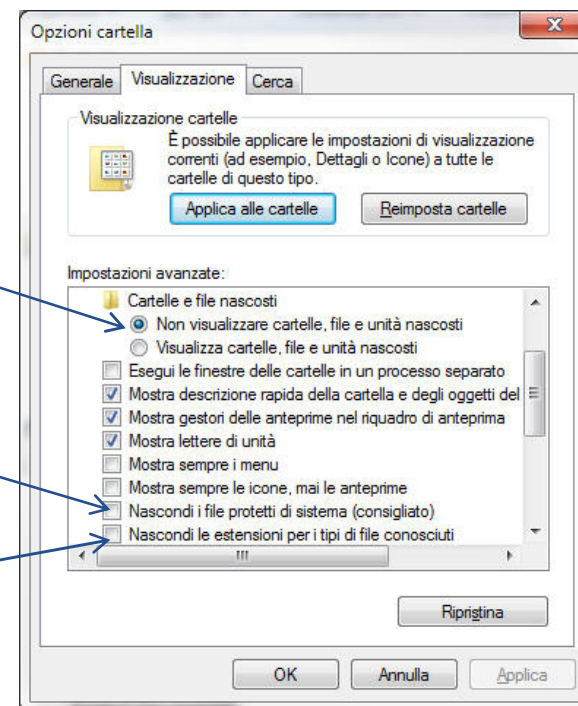 Opzioni cartella
Generale Visualizzazione Cerca
Visualizzazione cartelle
È possibile applicare le impostazioni di visualizzazione
correnti (ad esempio, Dettagli o Icone) a tutte le
cartelle di questo tipo.
Applica alle cartelle Reimposta cartelle
Impostazioni avanzate:
Cartelle e file nascosti
Non visualizzare cartelle, file e unità nascosti
Visualizza cartelle, file e unità nascosti
Esegui le finestre delle cartelle in un processo separato
Mostra descrizione rapida della cartella e degli oggetti del
Mostra gestori delle anteprime nel riquadro di anteprima
Mostra lettere di unità
Mostra sempre i menu
Mostra sempre le icone, mai le anteprime
Nascondi i file protetti di sistema (consigliato)
Nascondi le estensioni per i tipi di file conosciuti
Ripristina
OK Annulla Applica